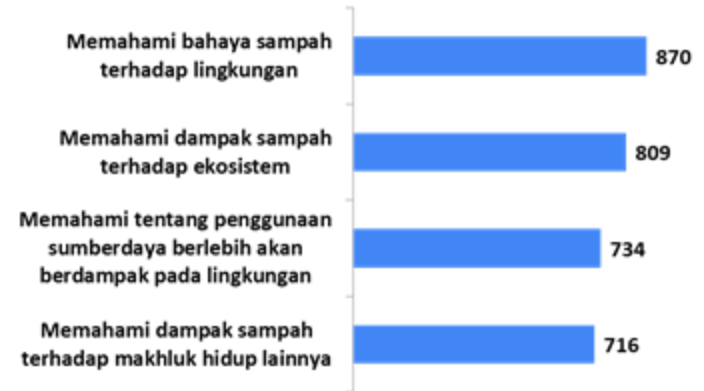 Memahami bahaya sampah
terhadap lingkungan
870
Memahami dampak sampah
terhadap ekosistem
809
Memahami tentang penggunaan
sumberdaya berlebih akan
berdampak pada lingkungan
734
Memahami dampak sampah
terhadap makhluk hidup lainnya
716